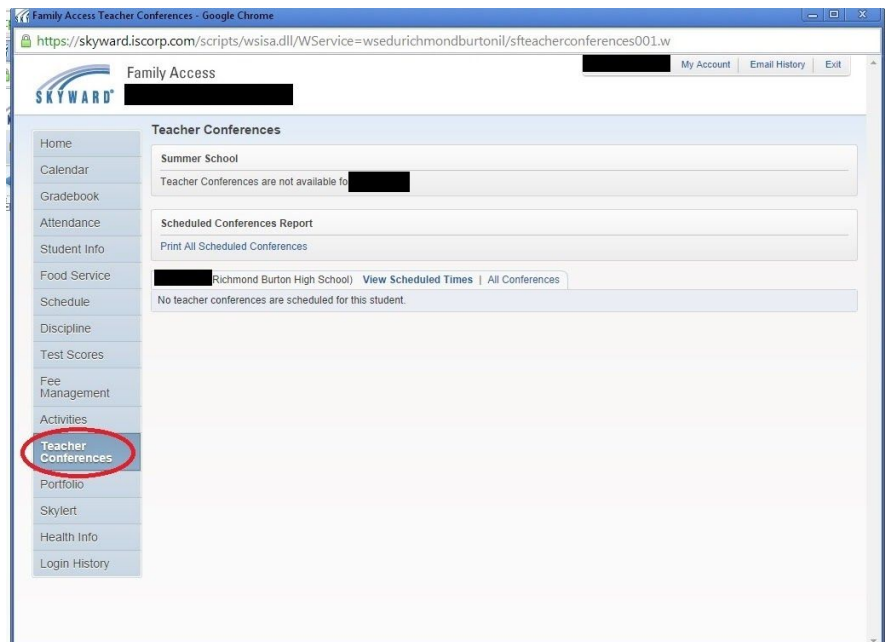 Family Access Teacher Conferences - Google Chrome
https://skyward.iscorp.com/scripts/wsisa.dll/WService=wsedurichmondburtonil/sfteacherconferences001.w
SKYWARD®
Family Access
My Account | Email History | Exit
Home
Calendar
Gradebook
Attendance
Student Info
Food Service
Schedule
Discipline
Test Scores
Fee
Management
Activities
Teacher
Conferences
Portfolio
Skylert
Health Info
Login History
Teacher Conferences
Summer School
Teacher Conferences are not available fo
Scheduled Conferences Report
Print All Scheduled Conferences
Richmond Burton High School) View Scheduled Times | All Conferences
No teacher conferences are scheduled for this student.